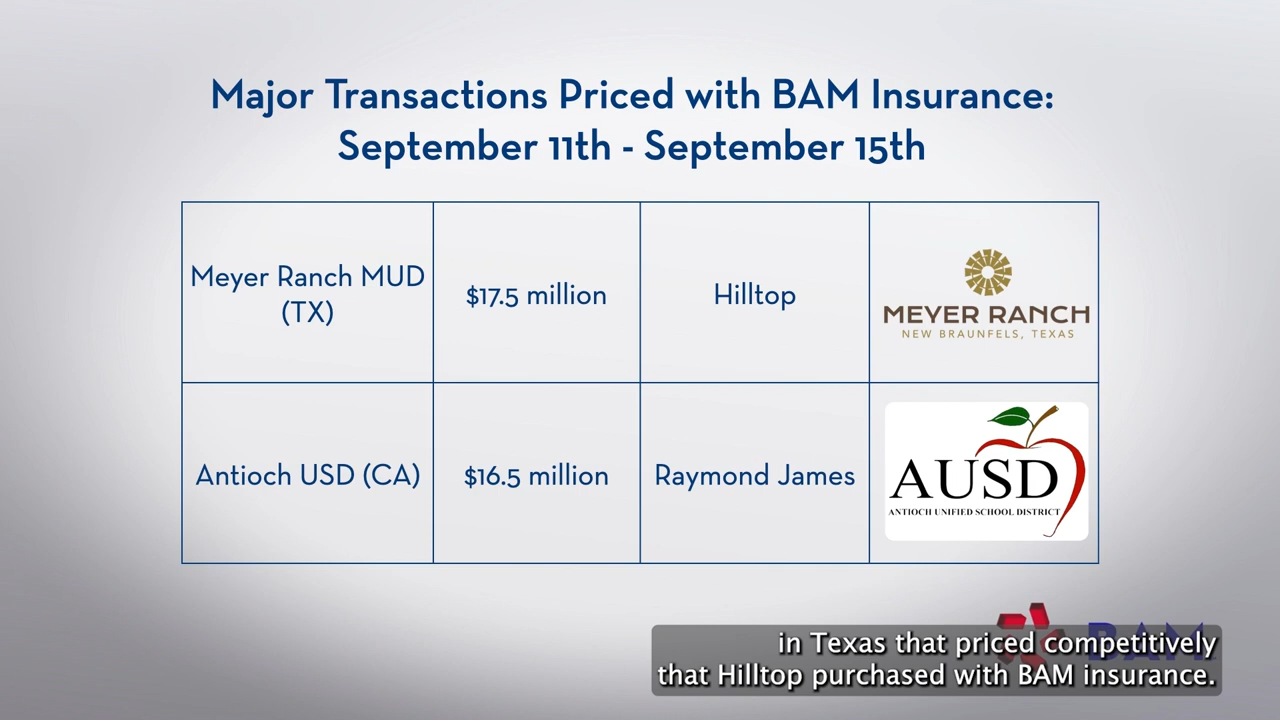 Major Transactions Priced with BAM Insurance:
September 11th - September 15th
Meyer Ranch MUD
(TX)
$17.5 million
Hilltop
MEYER RANCH
NEW BRAUNFELS, TEXAS
Antioch USD (CA)
$16.5 million
Raymond James
AUSD
ANTIOCH UNIFIED SCHOOL DISTRICT
BAM
in Texas that priced competitively
that Hilltop purchased with BAM insurance.